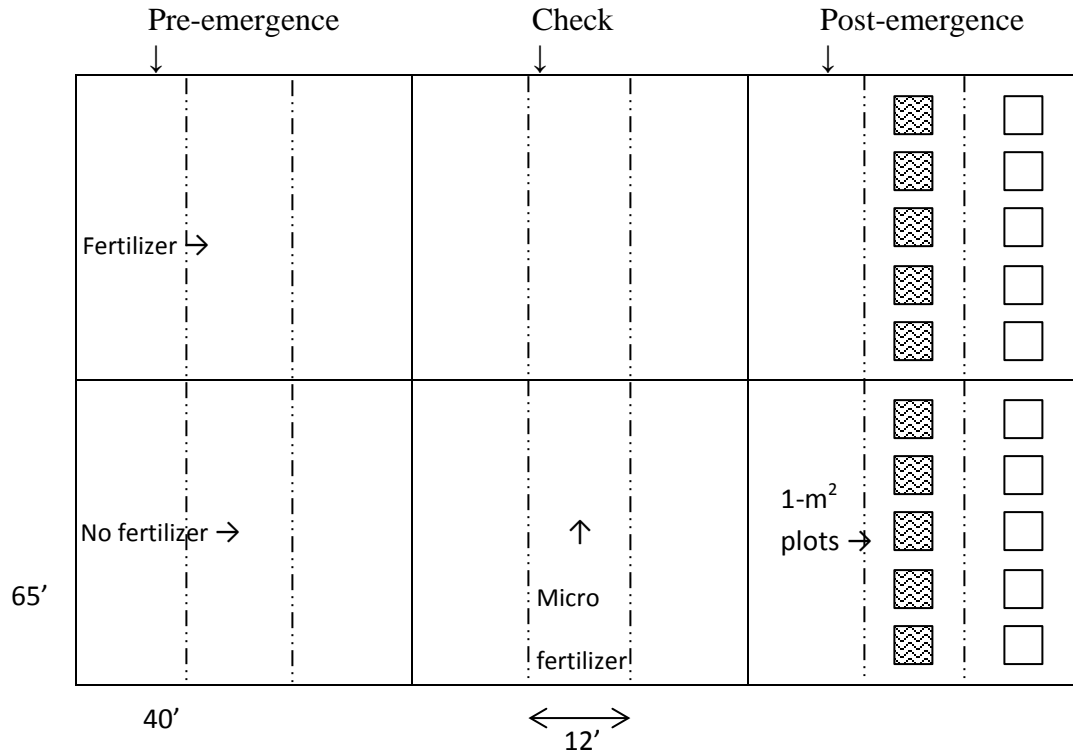 Pre-emergence
Check
Post-emergence
↓
↓
↓
Fertilizer →
No fertilizer →
↑
1-m²
plots →
65’
Micro
fertilizer
40’
12’